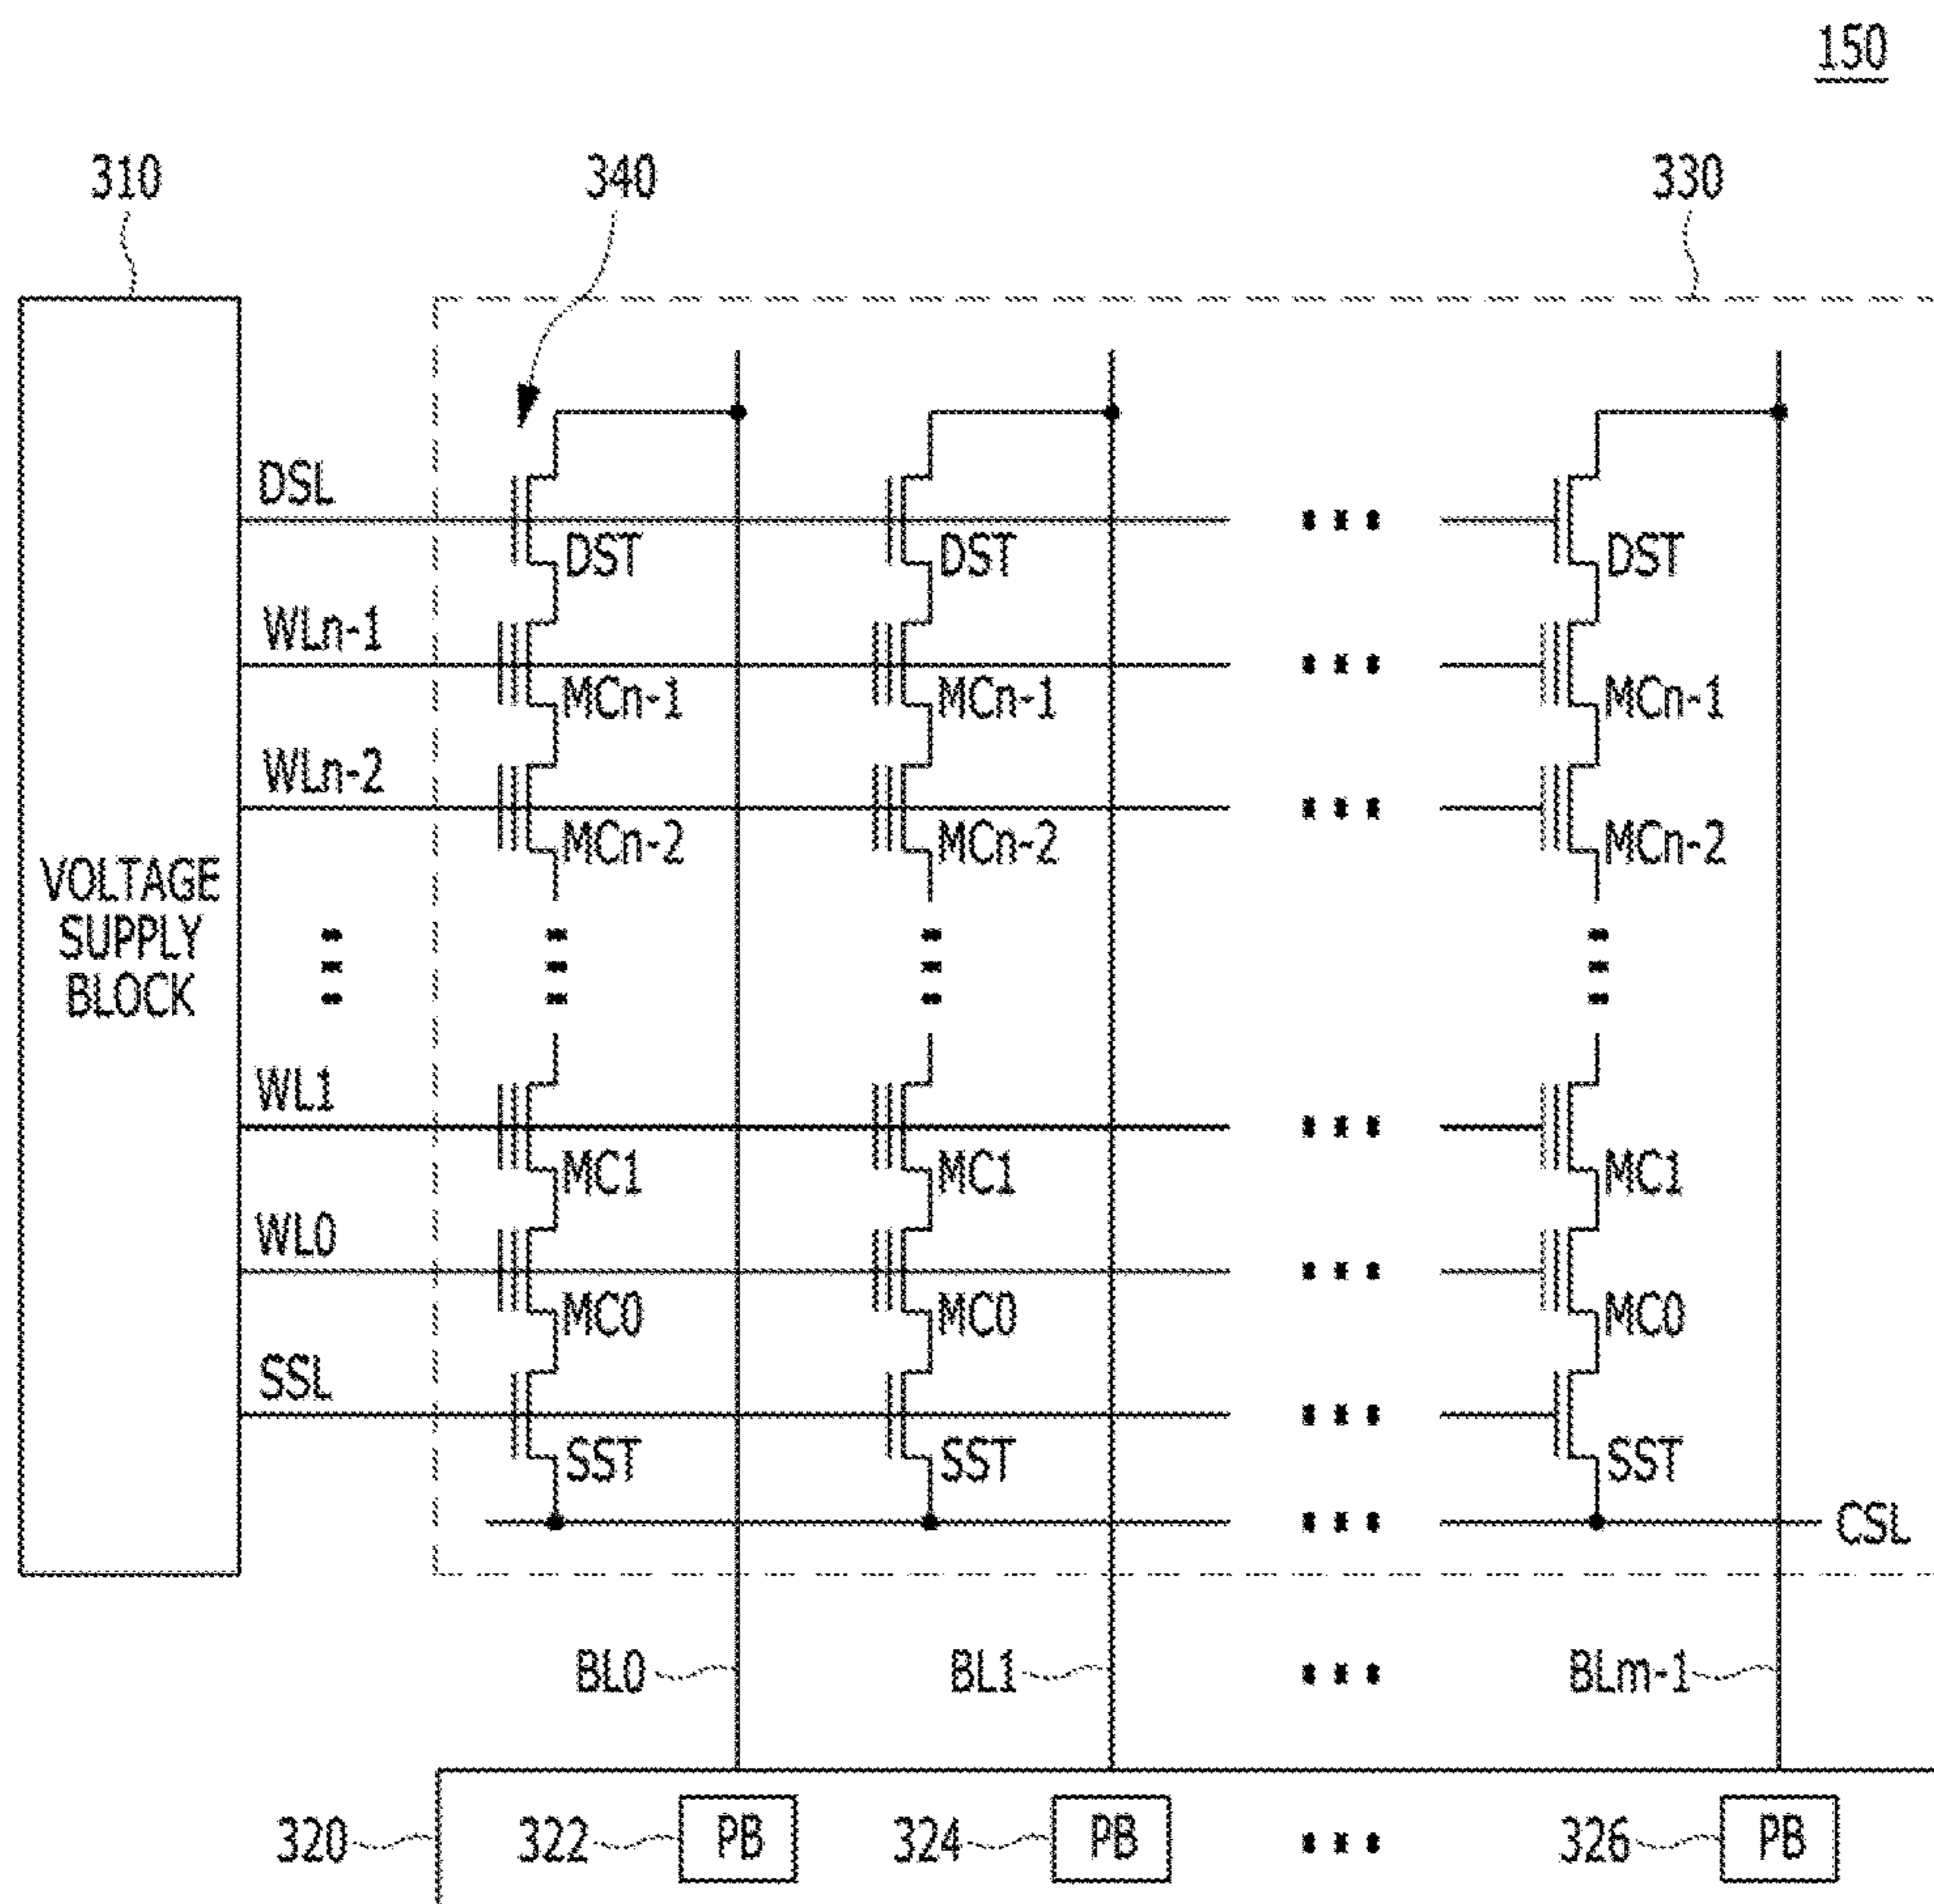 150
310
340
330
DSL
DST DST DST
WLn-1
MCn-1 MCn-1 MCn-1
WLn-2
MCn-2 MCn-2 MCn-2
VOLTAGE
SUPPLY
BLOCK
WL1
MC1 MC1 MC1
WL0
MC0 MC0 MC0
SSL
SST SST SST
CSL
BL0 BL1 BLm-1
320 322 PB 324 PB 326 PB